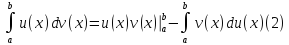 ∫_a^b u(x)dv(x)=u(x)v(x)|_a^b−∫_a^b v(x)du(x)(2)